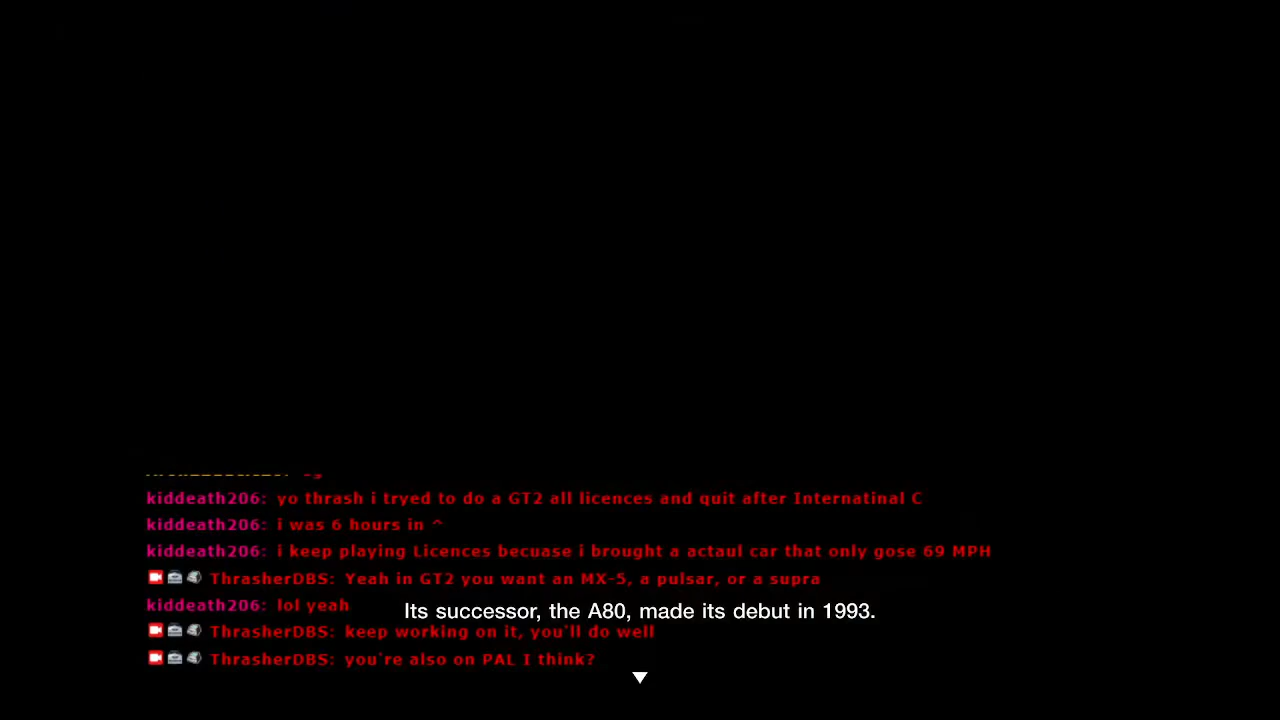 kiddeath206: yo thrash i tryed to do a GT2 all licences and quit after Internatinal C
kiddeath206: i was 6 hours in ^
kiddeath206: i keep playing Licences becuase i brought a actaul car that only gose 69 MPH
ThrasherDBS: Yeah in GT2 you want an MX-5, a pulsar, or a supra
kiddeath206: lol yeah
Its successor, the A80, made its debut in 1993.
ThrasherDBS: keep working on it, you'll do well
ThrasherDBS: you're also on PAL I think?